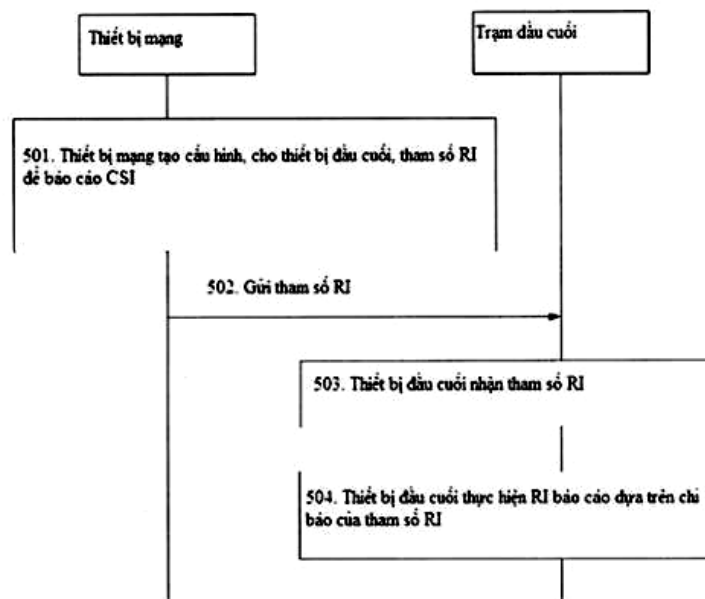 Thiết bị mạng
Trạm đầu cuối
501. Thiết bị mạng tạo cấu hình, cho thiết bị đầu cuối, tham số RI
để báo cáo CSI
502. Gửi tham số RI
503. Thiết bị đầu cuối nhận tham số RI
504. Thiết bị đầu cuối thực hiện RI báo cáo dựa trên chỉ
báo của tham số RI